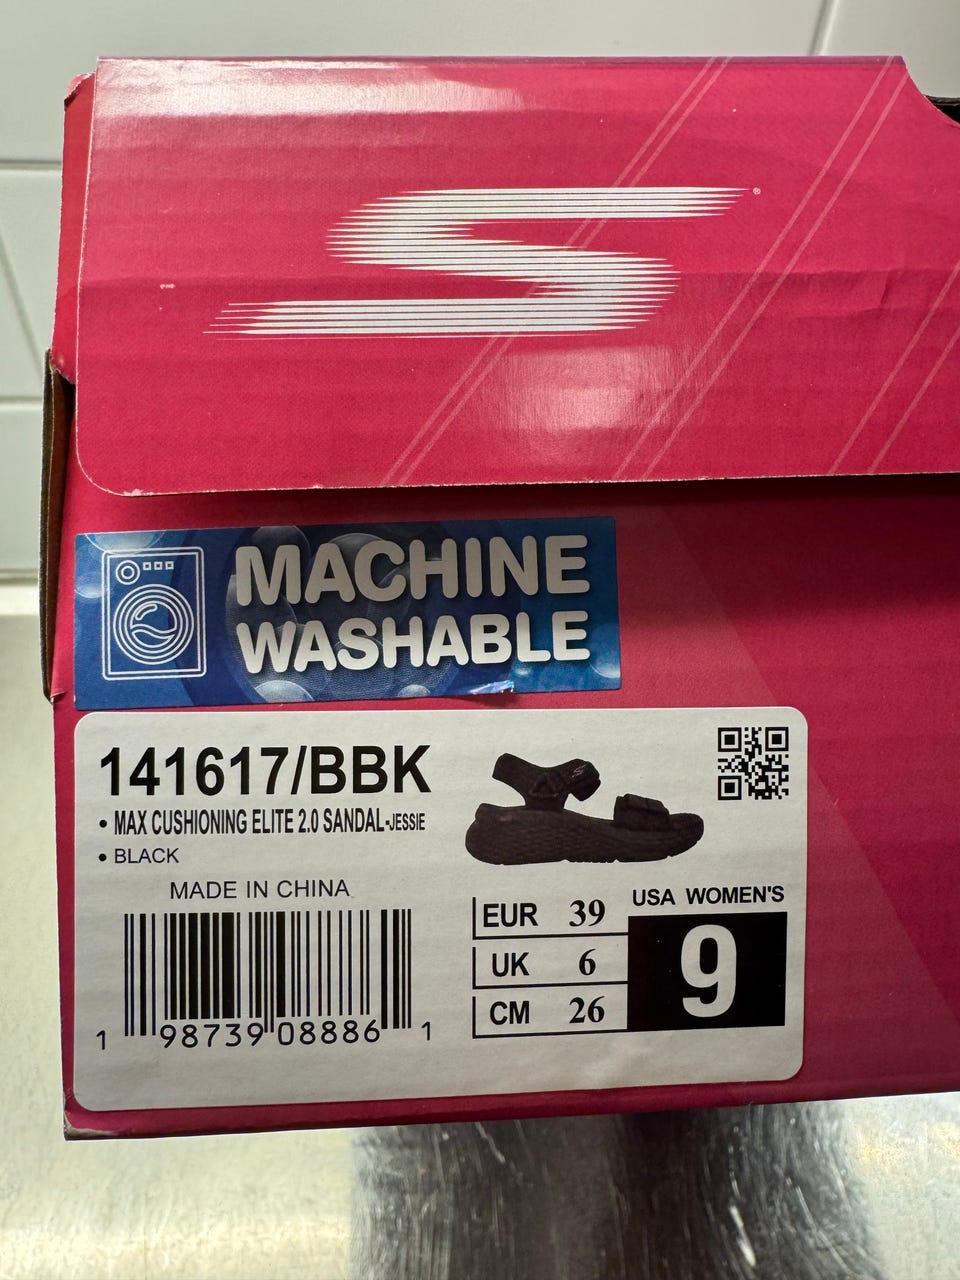 S®
MACHINE
WASHABLE
141617/BBK
• MAX CUSHIONING ELITE 2.0 SANDAL-JESSIE
• BLACK
MADE IN CHINA
1 98739 08886 1
EUR 39
UK 6
CM 26
USA WOMEN'S
9